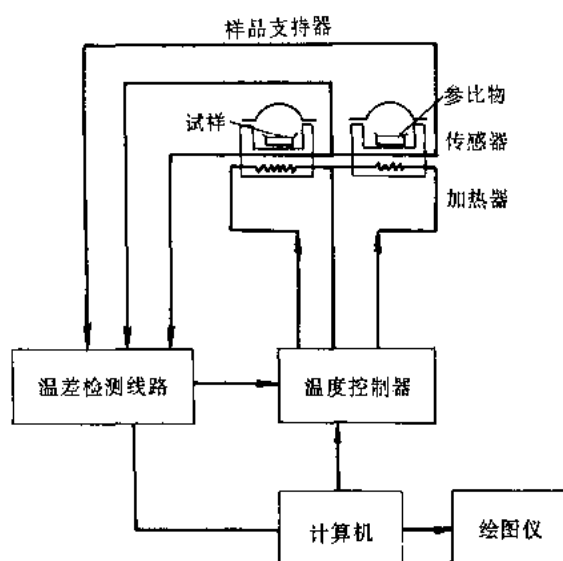 样品支持器
参比物
试样
传感器
加热器
温差检测线路
温度控制器
计算机
绘图仪